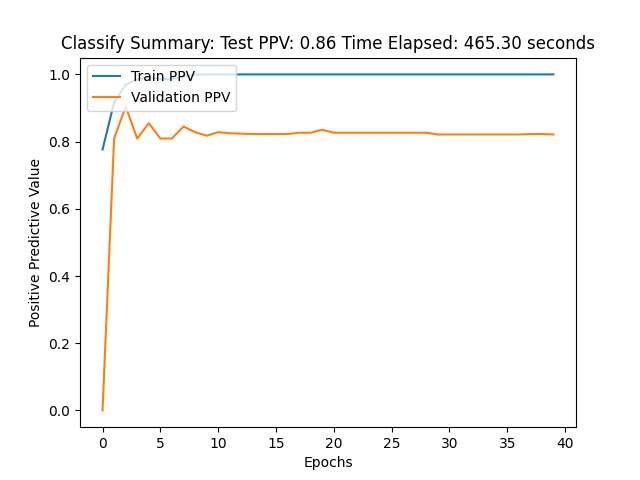 Classify Summary: Test PPV: 0.86 Time Elapsed: 465.30 seconds
Train PPV
Validation PPV
Positive Predictive Value
1.0
0.8
0.6
0.4
0.2
0.0
0 5 10 15 20 25 30 35 40
Epochs